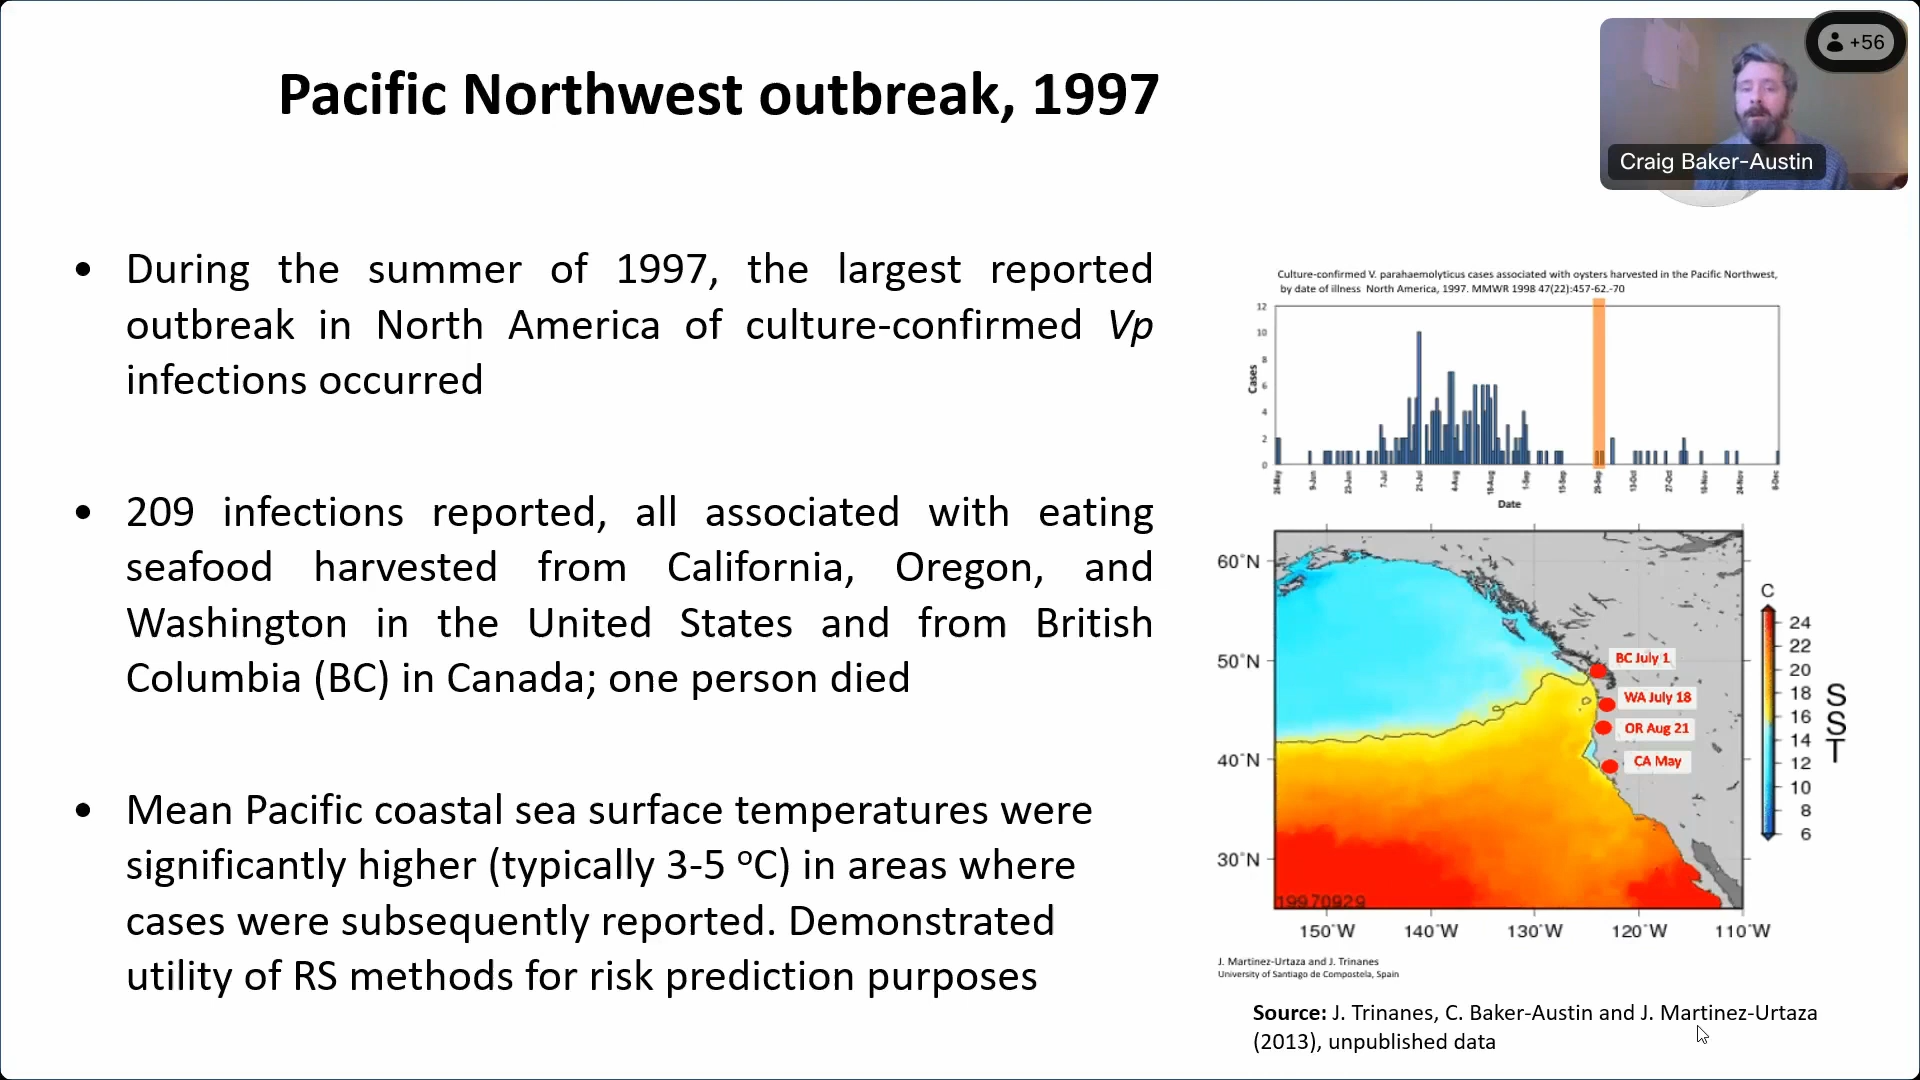 Pacific Northwest outbreak, 1997
+56
Craig Baker-Austin
• During the summer of 1997, the largest reported
outbreak in North America of culture-confirmed Vp
infections occurred
• 209 infections reported, all associated with eating
seafood harvested from California, Oregon, and
Washington in the United States and from British
Columbia (BC) in Canada; one person died
• Mean Pacific coastal sea surface temperatures were
significantly higher (typically 3-5 °C) in areas where
cases were subsequently reported. Demonstrated
utility of RS methods for risk prediction purposes
Culture-confirmed V. parahaemolyticus cases associated with oysters harvested in the Pacific Northwest,
by date of illness North America, 1997. MMWR 1998 47(22):457-62.-70
12
10
8
6
4
2
0
Cases
26-May 9-Jun 23-Jun 7-Jul 21-Jul 4-Aug 18-Aug 1-Sep 15-Sep 29-Sep 13-Oct 27-Oct 10-Nov 24-Nov 8-Dec
Date
60°N
50°N
40°N
30°N
BC July 1
WA July 18
OR Aug 21
CA May
19970929
150°W 140°W 130°W 120°W 110°W
C
24
22
20
18
16
14
12
10
8
6
SST
J. Martinez-Urtaza and J. Trinanes
University of Santiago de Compostela, Spain
Source: J. Trinanes, C. Baker-Austin and J. Martinez-Urtaza
(2013), unpublished data